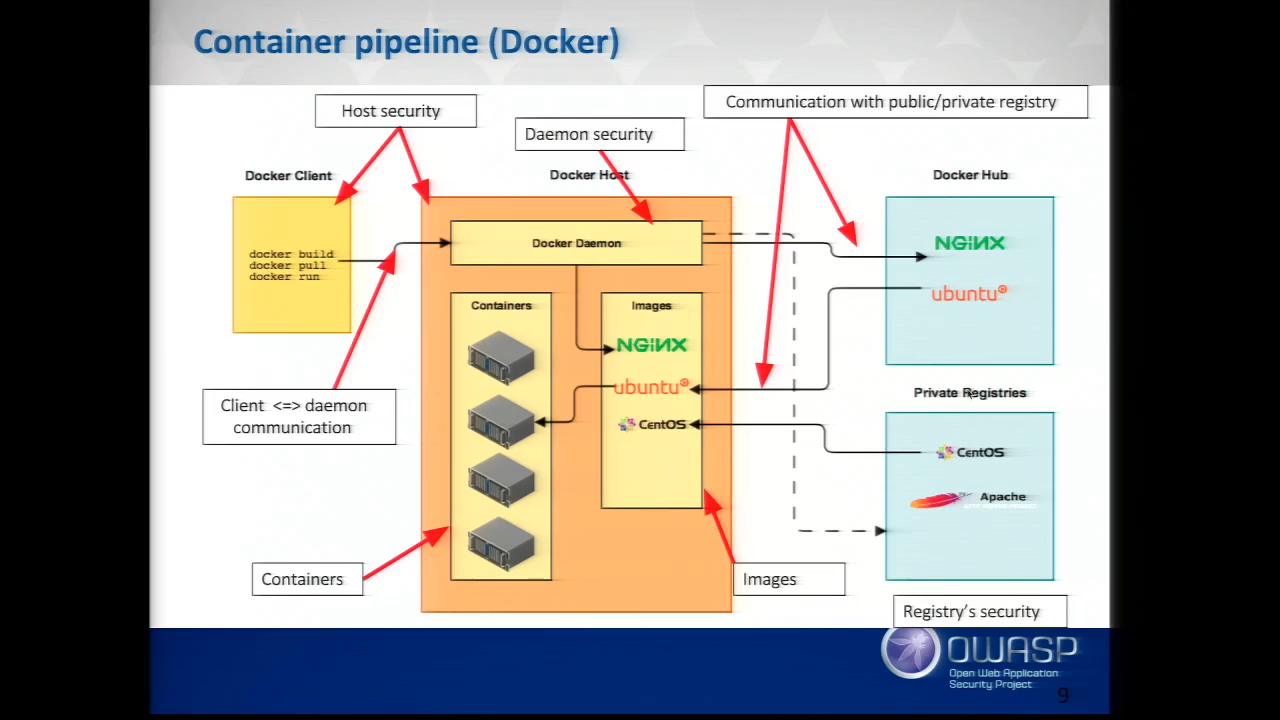 Container pipeline (Docker)
Host security
Daemon security
Communication with public/private registry
Docker Client
Docker Host
Docker Hub
docker build
docker pull
docker run
Docker Daemon
NGINX
ubuntu
Containers
Images
NGINX
ubuntu
CentOS
Client <=> daemon
communication
Private Registries
CentOS
Apache
Containers
Images
Registry's security
OWASP
Open Web Application
Security Project
9